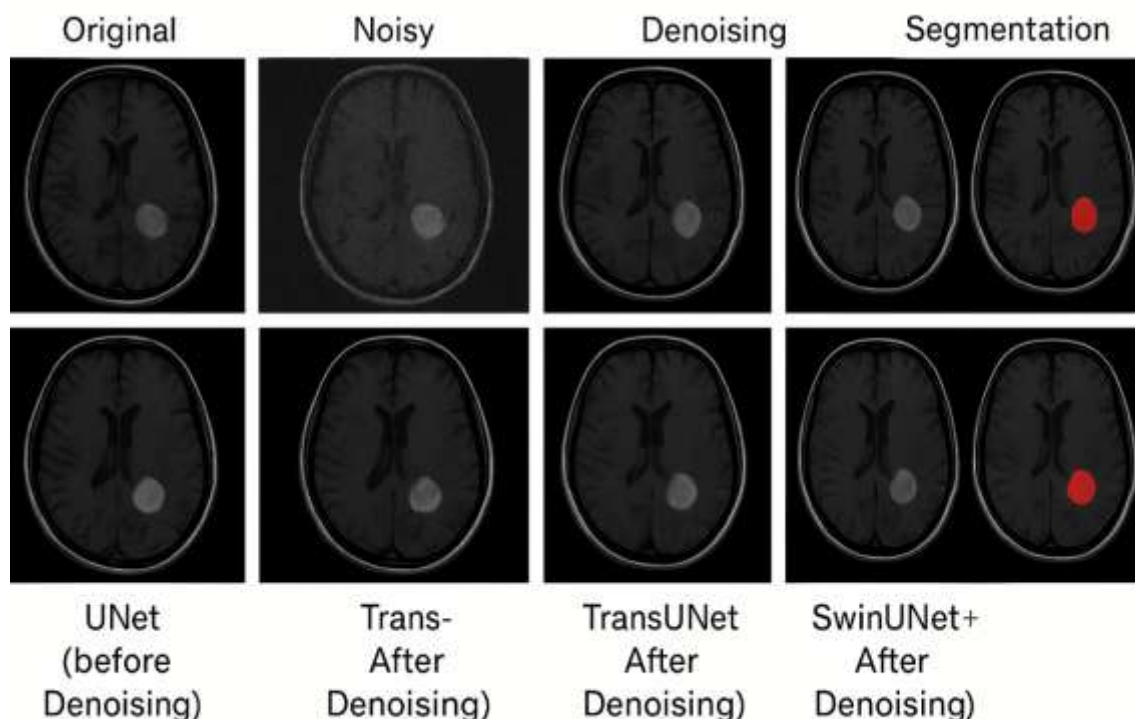 Original Noisy Denoising Segmentation
UNet
(before
Denoising)
Trans-
After
Denoising)
TransUNet
After
Denoising)
SwinUNet+
After
Denoising)